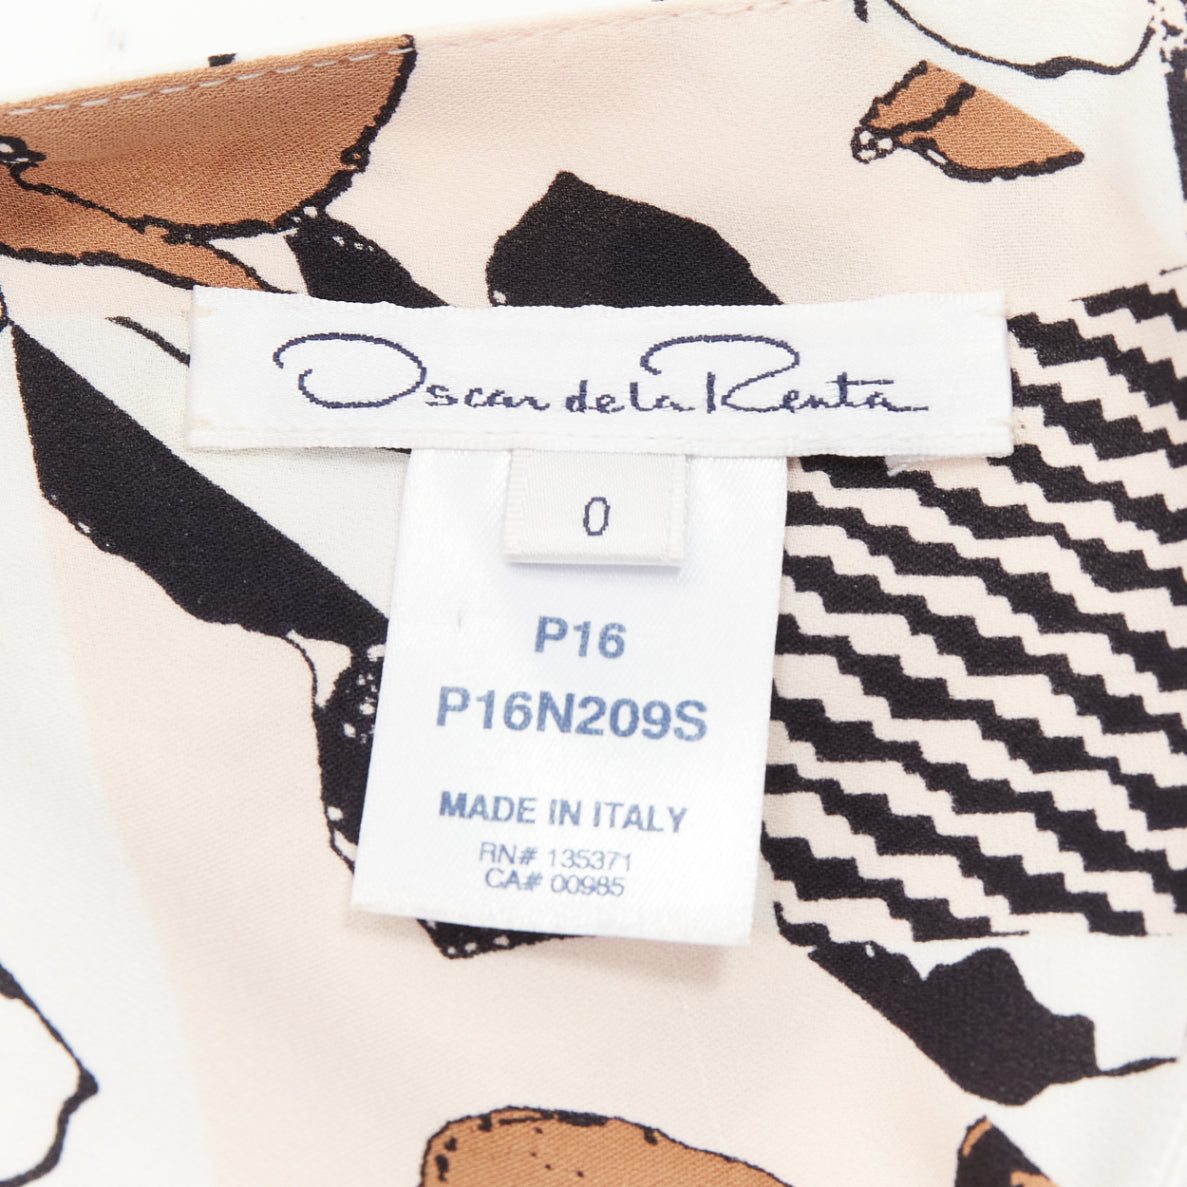 Oscar de la Renta
0
P16
P16N209S
MADE IN ITALY
RN# 135371
CA# 00985